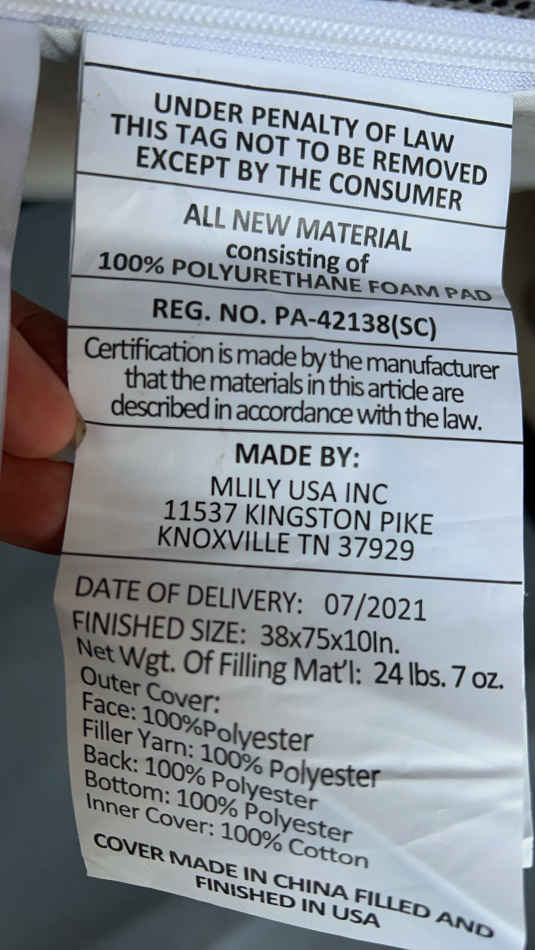 UNDER PENALTY OF LAW
THIS TAG NOT TO BE REMOVED
EXCEPT BY THE CONSUMER
ALL NEW MATERIAL
consisting of
100% POLYURETHANE FOAM PAD
REG. NO. PA-42138(SC)
Certification is made by the manufacturer
that the materials in this article are
described in accordance with the law.
MADE BY:
MLILY USA INC
11537 KINGSTON PIKE
KNOXVILLE TN 37929
DATE OF DELIVERY: 07/2021
FINISHED SIZE: 38x75x10In.
Net Wgt. Of Filling Mat'l: 24 lbs. 7 oz.
Outer Cover:
Face: 100%Polyester
Filler Yarn: 100% Polyester
Back: 100% Polyester
Bottom: 100% Polyester
Inner Cover: 100% Cotton
COVER MADE IN CHINA FILLED AND
FINISHED IN USA